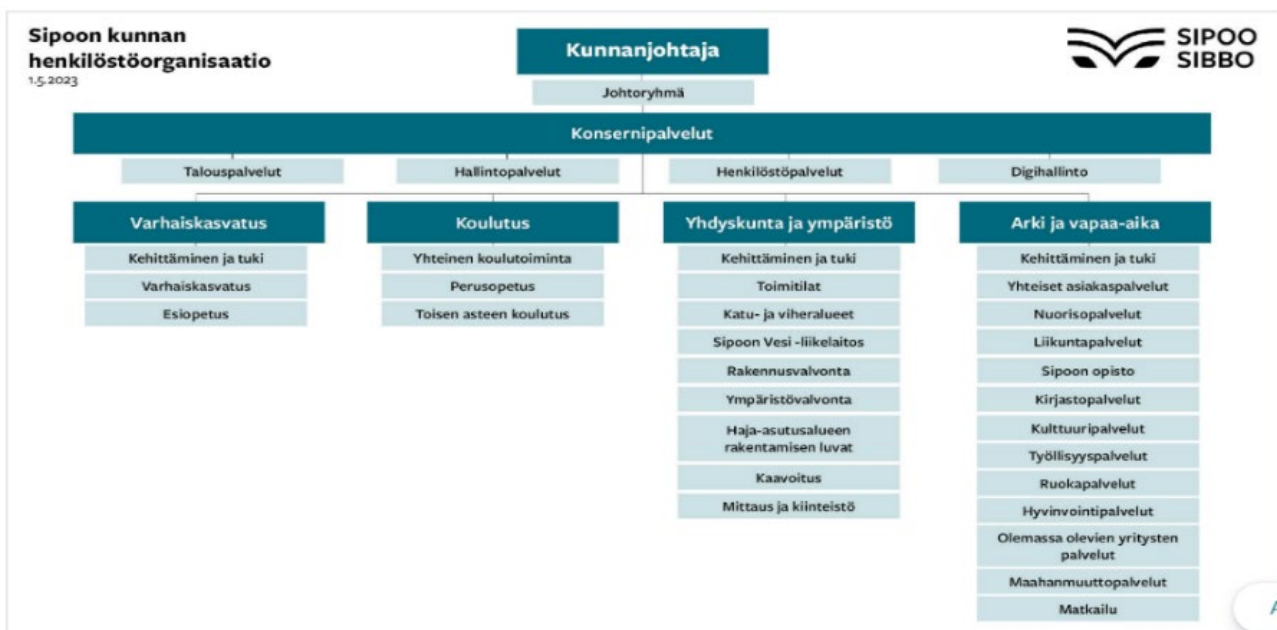 Sipoon kunnan
henkilöstöorganisaatio
1.5.2023
Kunnanjohtaja
Johtoryhmä
SIPOO
SIBBO
Konsernipalvelut
Talouspalvelut
Hallintopalvelut
Henkilöstöpalvelut
Digihallinto
Varhaiskasvatus
Kehittäminen ja tuki
Varhaiskasvatus
Esiopetus
Koulutus
Yhteinen koulutoiminta
Perusopetus
Toisen asteen koulutus
Yhdyskunta ja ympäristö
Kehittäminen ja tuki
Toimitilat
Katu- ja viheralueet
Sipoon Vesi -liikelaitos
Rakennusvalvonta
Ympäristövalvonta
Haja-asutusalueen
rakentamisen luvat
Kaavoitus
Mittaus ja kiinteistö
Arki ja vapaa-aika
Kehittäminen ja tuki
Yhteiset asiakaspalvelut
Nuorisopalvelut
Liikuntapalvelut
Sipoon opisto
Kirjastopalvelut
Kulttuuripalvelut
Työllisyyspalvelut
Ruokapalvelut
Hyvinvointipalvelut
Olemassa olevien yritysten
palvelut
Maahanmuuttopalvelut
Matkailu